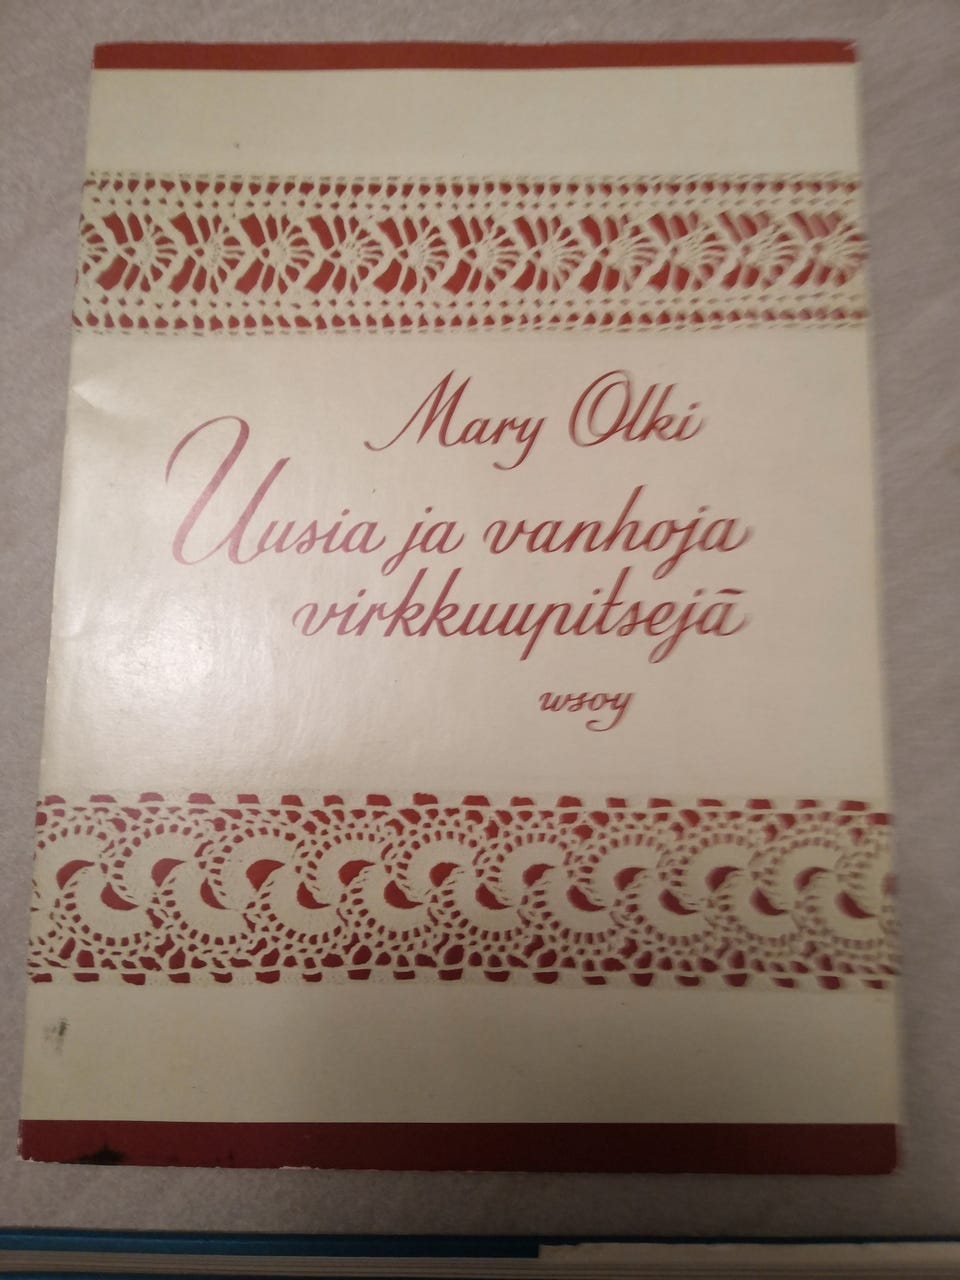 Mary Olki
Uusia ja vanhoja
virkkuupitsejä
wsoy